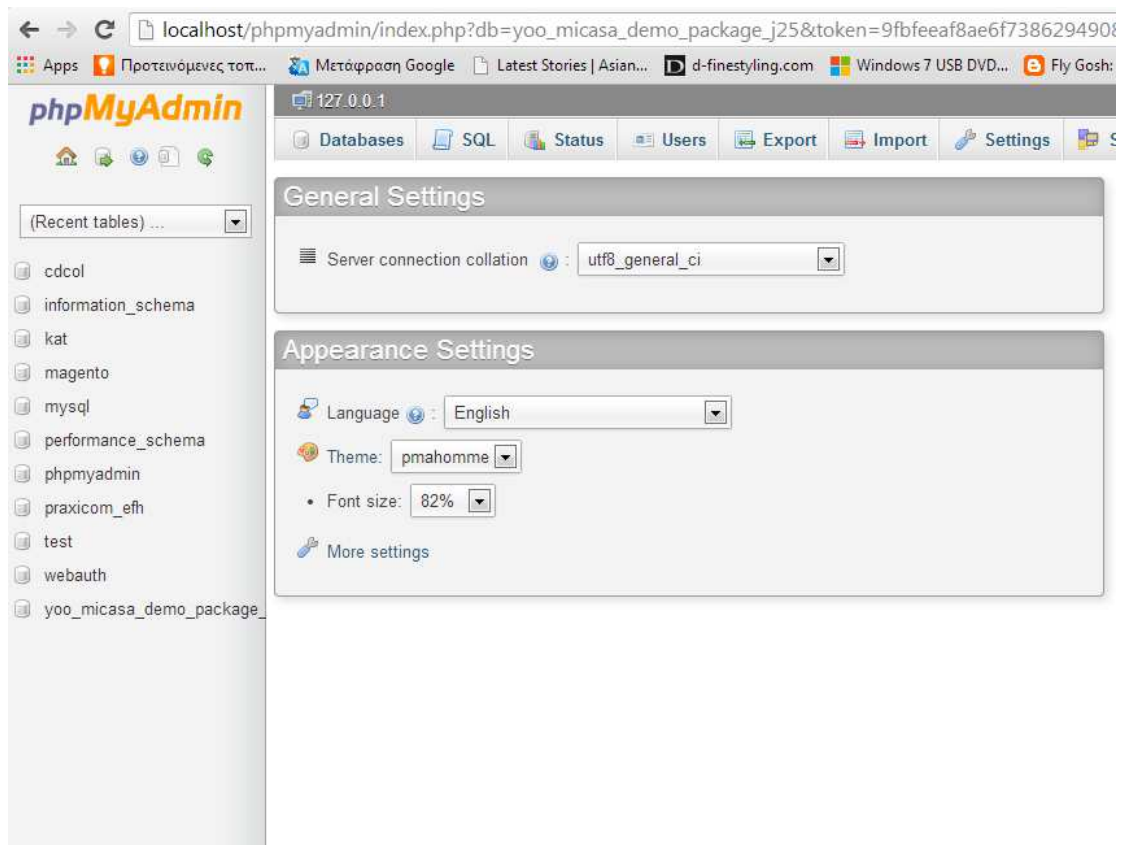 localhost/phpmyadmin/index.php?db=yoo_micasa_demo_package_j25&token=9fbfeeaf8ae6f7386294908
Apps Προτεινόμενες τοπ... Μετάφραση Google Latest Stories | Asian... d-finestyling.com Windows 7 USB DVD... Fly Gosh:
phpMyAdmin
127.0.0.1
Databases SQL Status Users Export Import Settings S
(Recent tables) ...
cdcol
information_schema
kat
magento
mysql
performance_schema
phpmyadmin
praxicom_efh
test
webauth
yoo_micasa_demo_package_
General Settings
Server connection collation : utf8_general_ci
Appearance Settings
Language : English
Theme: pmahomme
• Font size: 82%
More settings